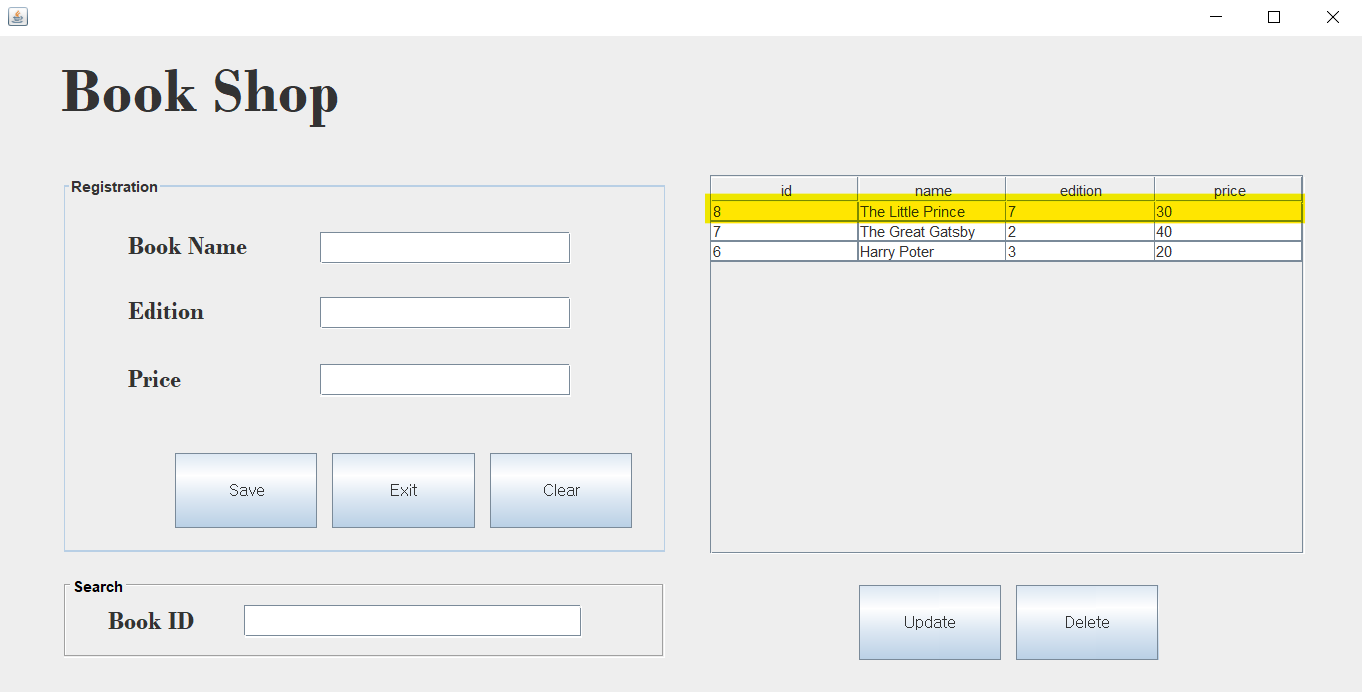 Book Shop
Registration
Book Name
Edition
Price
Save Exit Clear
Search
Book ID
id name edition price
8 The Little Prince 7 30
7 The Great Gatsby 2 40
6 Harry Poter 3 20
Update Delete